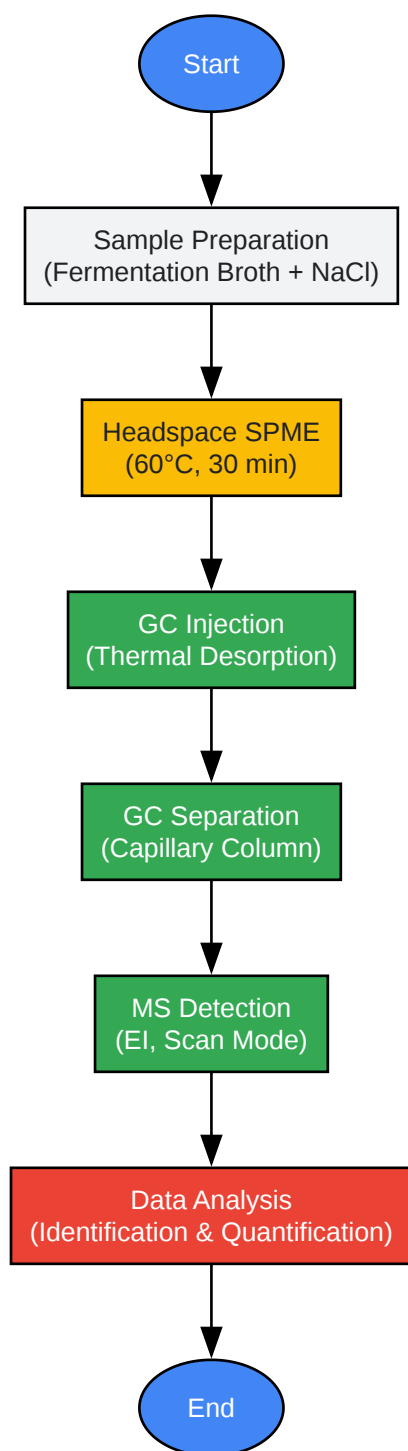 Start
Sample Preparation
(Fermentation Broth + NaCl)
Headspace SPME
(60°C, 30 min)
GC Injection
(Thermal Desorption)
GC Separation
(Capillary Column)
MS Detection
(EI, Scan Mode)
Data Analysis
(Identification & Quantification)
End